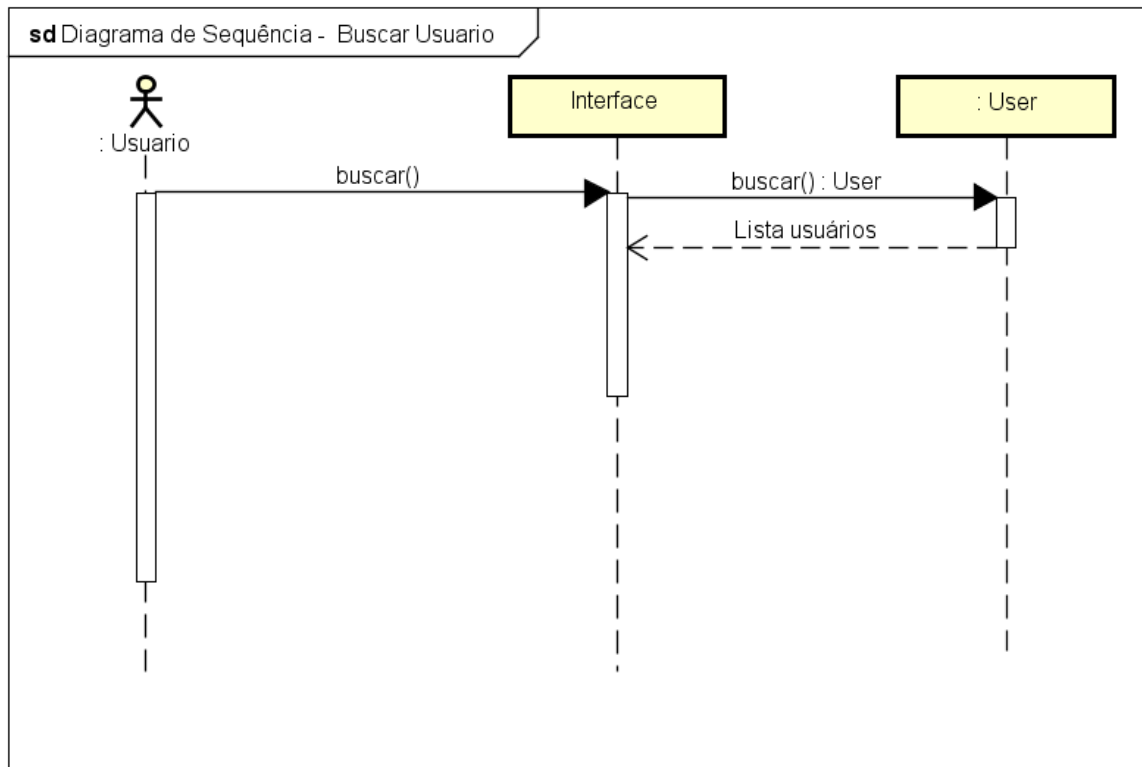 sd Diagrama de Sequência - Buscar Usuario
: Usuario
Interface
: User
buscar()
buscar() : User
Lista usuários